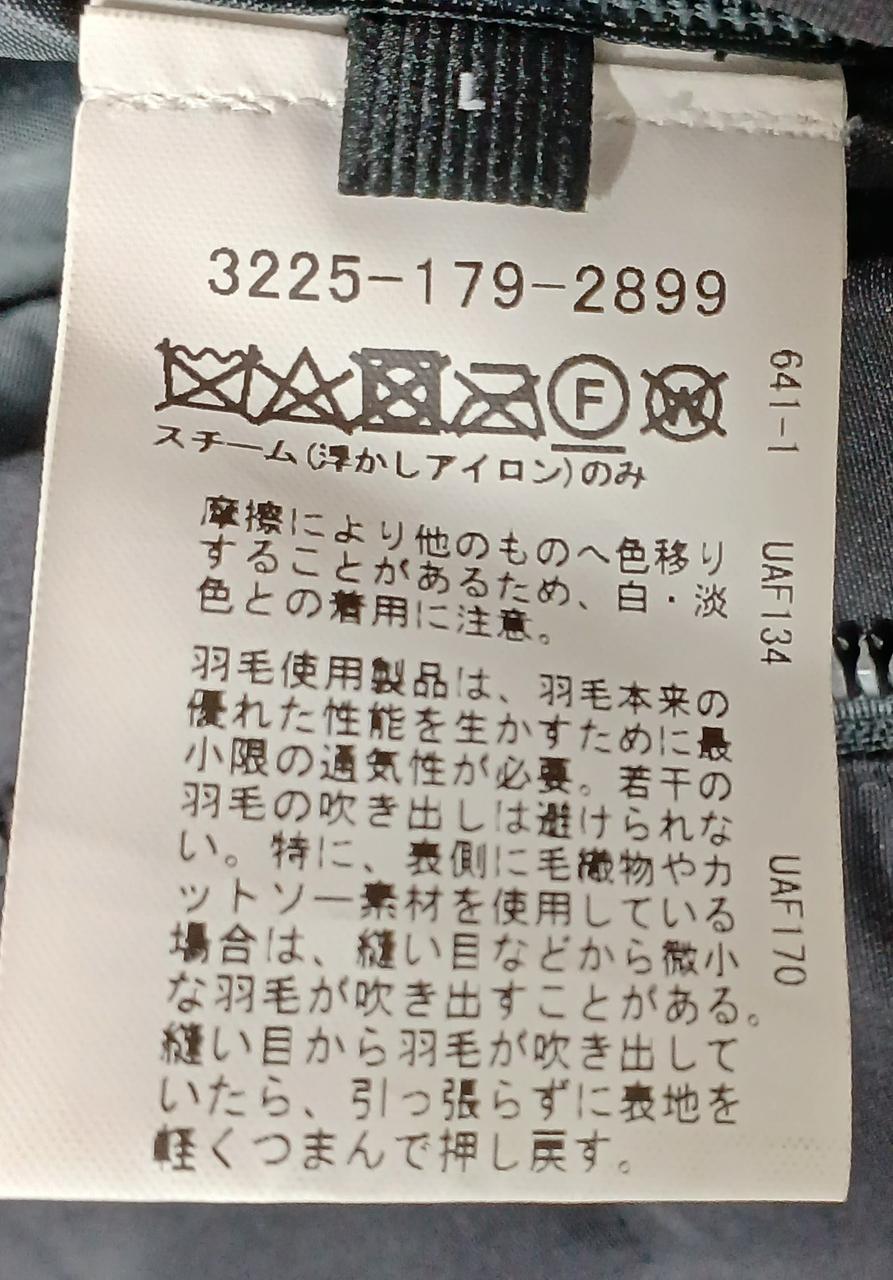 L
3225-179-2899
F W
スチーム(浮かしアイロン)のみ
摩擦により他のものへ色移り
することがあるため、白・淡
色との着用に注意。
羽毛使用製品は、羽毛本来の
優れた性能を生かすために最
小限の通気性が必要。若干の
羽毛の吹き出しは避けられな
い。特に、表側に毛織物やカ
ットソー素材を使用している
場合は、縫い目などから微小
な羽毛が吹き出すことがある。
縫い目から羽毛が吹き出して
いたら、引っ張らずに表地を
軽くつまんで押し戻す。
641-1 UAF134 UAF170